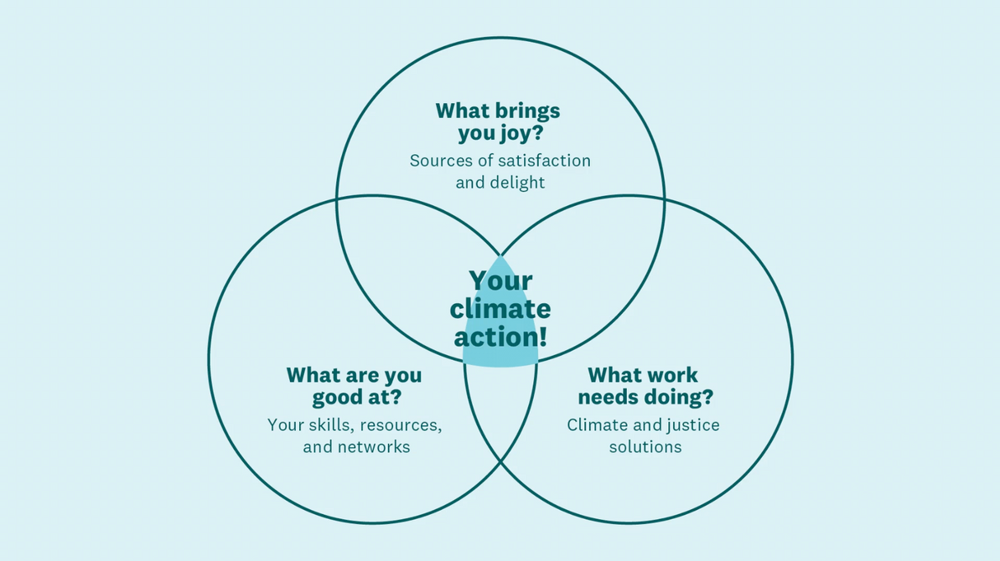 What brings
you joy?
Sources of satisfaction
and delight
Your
climate
action!
What are you
good at?
Your skills, resources,
and networks
What work
needs doing?
Climate and justice
solutions